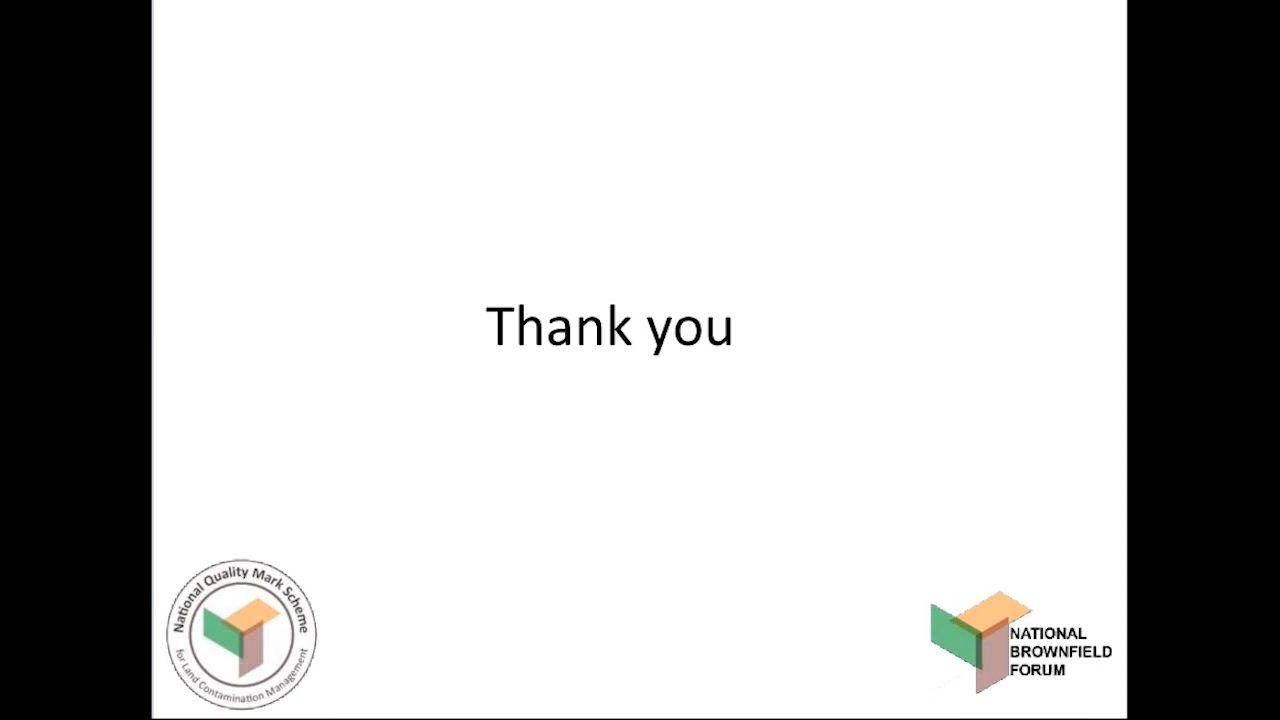 Thank you
National Quality Mark Scheme
for Land Contamination Management
NATIONAL
BROWNFIELD
FORUM